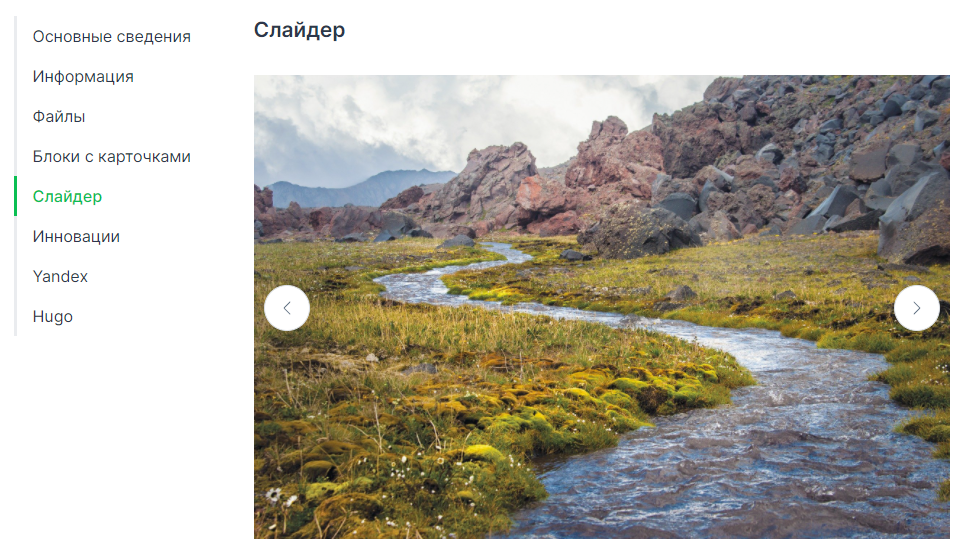 Основные сведения
Информация
Файлы
Блоки с карточками
Слайдер
Инновации
Yandex
Hugo
Слайдер